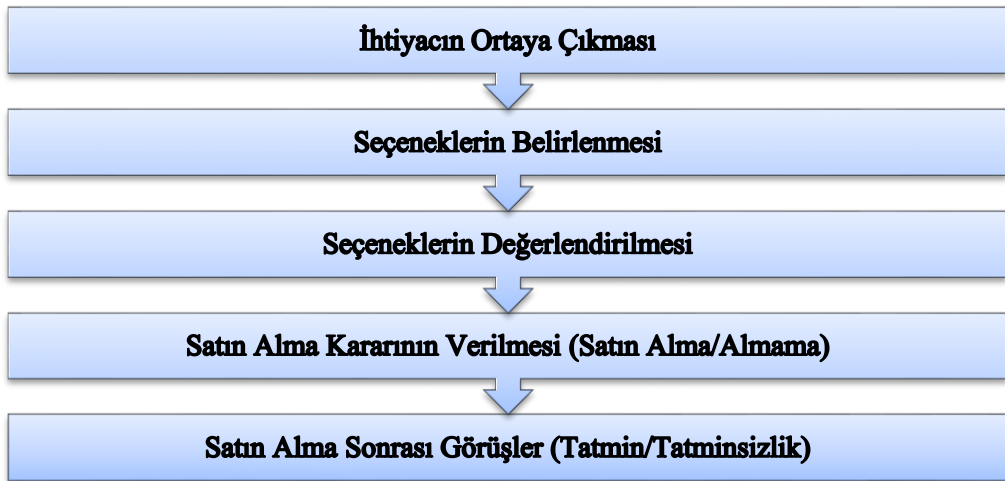 İhtiyacın Ortaya Çıkması
Seçeneklerin Belirlenmesi
Seçeneklerin Değerlendirilmesi
Satın Alma Kararının Verilmesi (Satın Alma/Almama)
Satın Alma Sonrası Görüşler (Tatmin/Tatminsizlik)